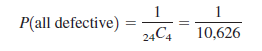 P(all defective) = 1/₂₄C₄ = 1/10,626